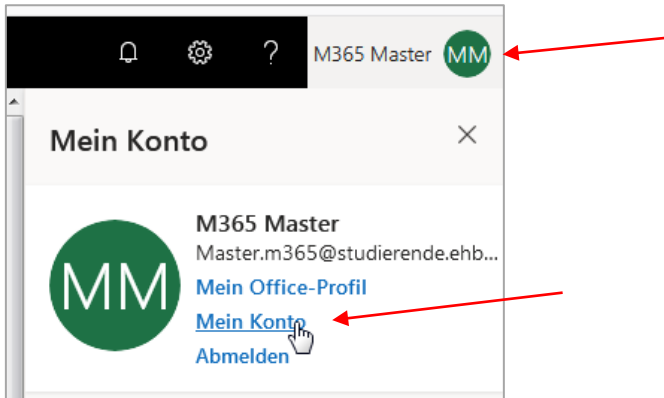 ? M365 Master MM
Mein Konto
MM
M365 Master
Master.m365@studierende.ehb...
Mein Office-Profil
Mein Konto
Abmelden